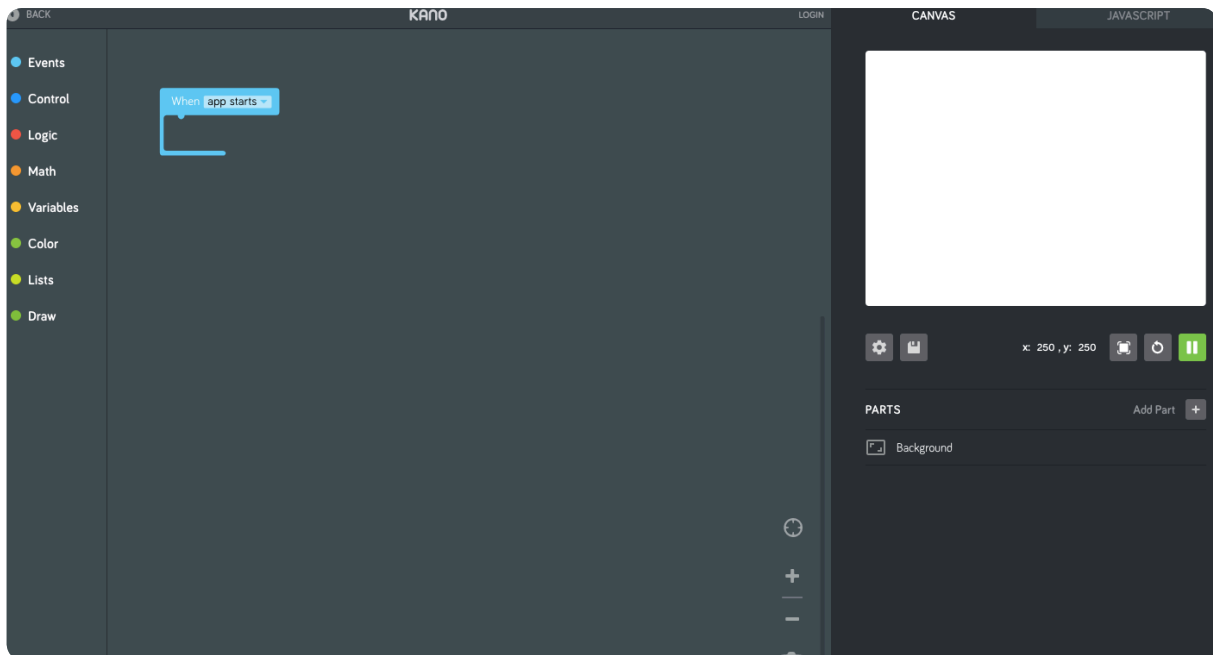 BACK
KANO
LOGIN
CANVAS
JAVASCRIPT
Events
Control
Logic
Math
Variables
Color
Lists
Draw
When app starts
x: 250 , y: 250
PARTS
Add Part +
Background